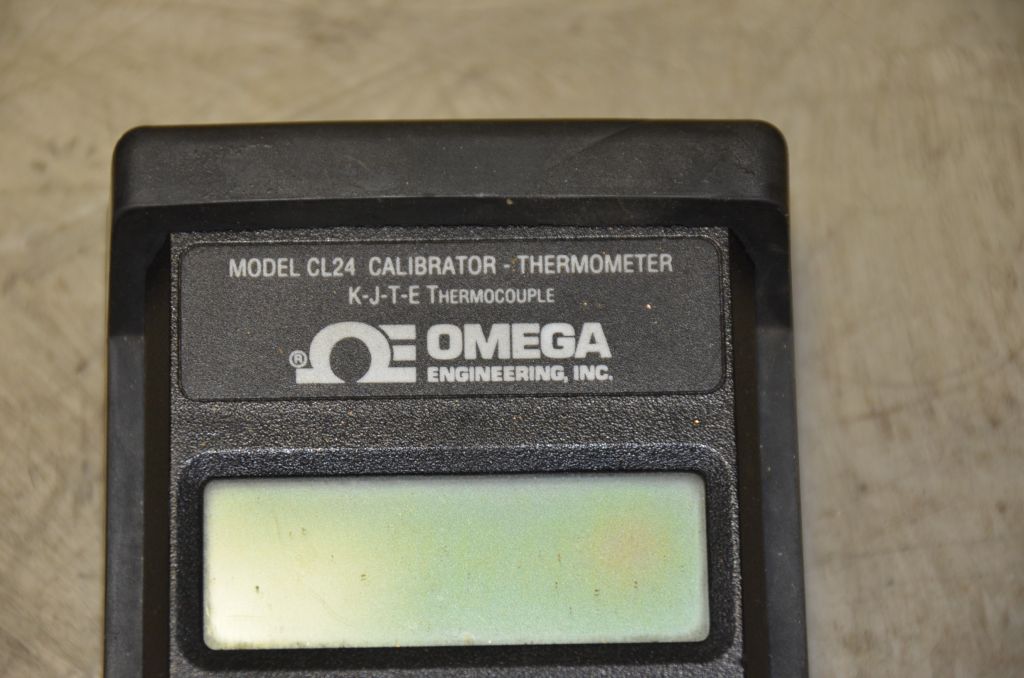 MODEL CL24 CALIBRATOR - THERMOMETER
K-J-T-E THERMOCOUPLE
® OMEGA
ENGINEERING, INC.